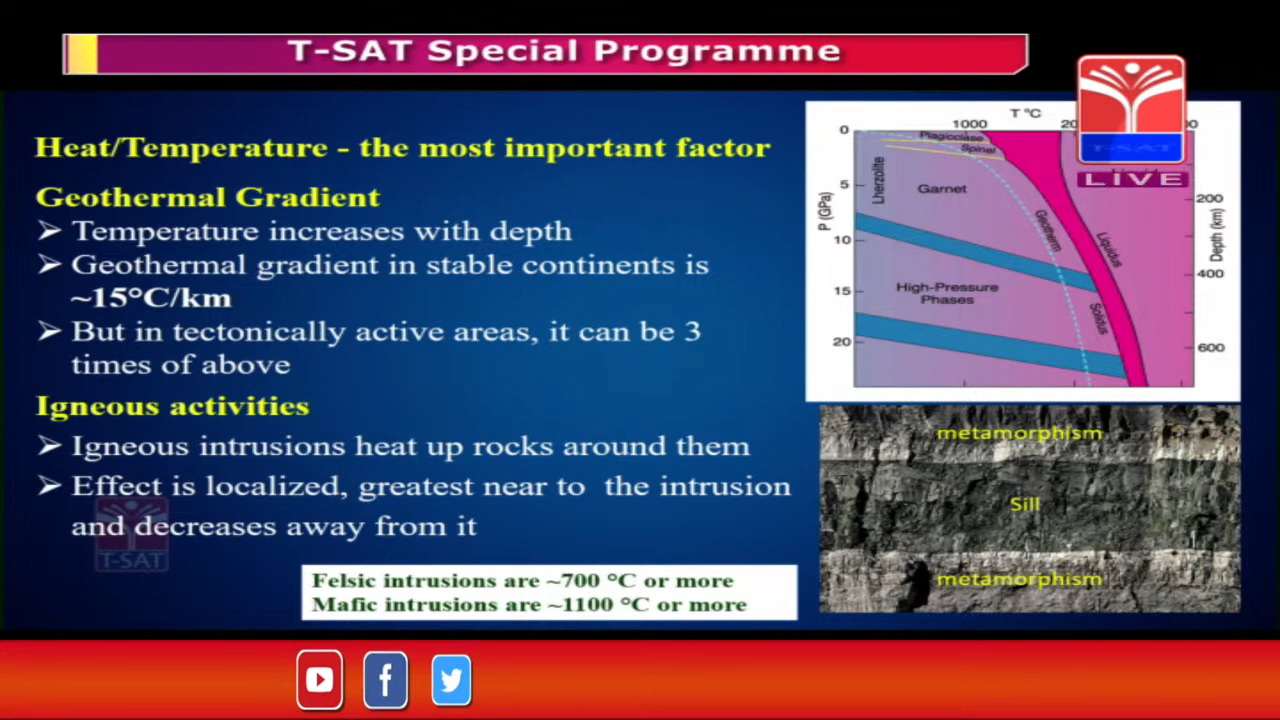 T-SAT Special Programme
Heat/Temperature - the most important factor
Geothermal Gradient
➢ Temperature increases with depth
➢ Geothermal gradient in stable continents is
~15°C/km
➢ But in tectonically active areas, it can be 3
times of above
Igneous activities
➢ Igneous intrusions heat up rocks around them
➢ Effect is localized, greatest near to the intrusion
and decreases away from it
Felsic intrusions are ~700 °C or more
Mafic intrusions are ~1100 °C or more
T °C
1000
0
5
10
15
20
P (GPa)
Lherzolite
Plagioclase
Spinel
Garnet
Geotherm
Liquidus
Solidus
High-Pressure
Phases
200
400
600
Depth (km)
T-SAT
LIVE
metamorphism
Sill
metamorphism
T-SAT